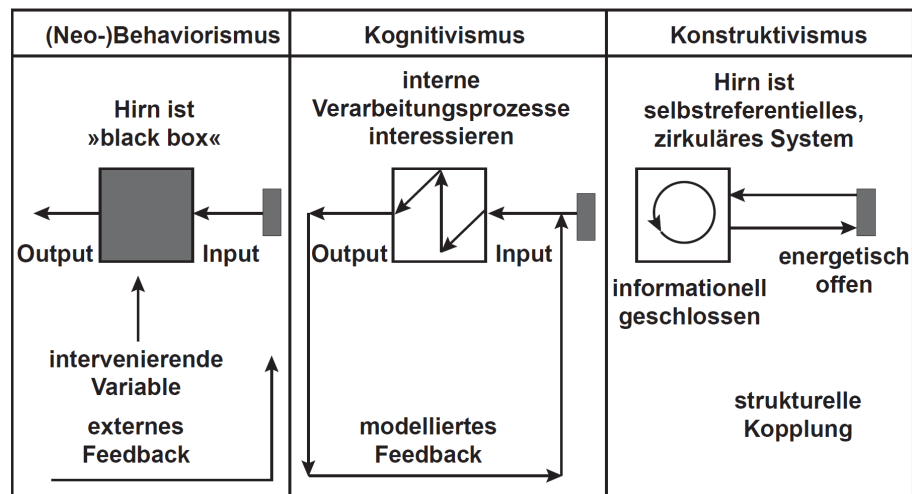 (Neo-)Behaviorismus
Hirn ist
»black box«
Output
Input
intervenierende
Variable
externes
Feedback
Kognitivismus
interne
Verarbeitungsprozesse
interessieren
Output
Input
modelliertes
Feedback
Konstruktivismus
Hirn ist
selbstreferentielles,
zirkuläres System
energetisch
offen
informationell
geschlossen
strukturelle
Kopplung